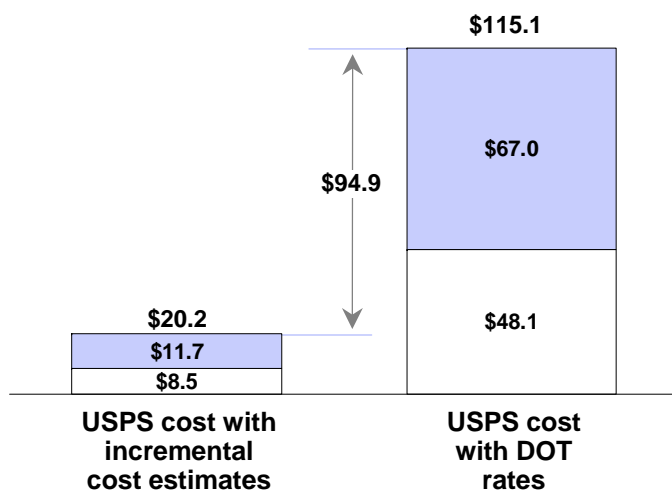 $115.1
$67.0
$94.9
$48.1
$20.2
$11.7
$8.5
USPS cost with
incremental
cost estimates
USPS cost
with DOT
rates